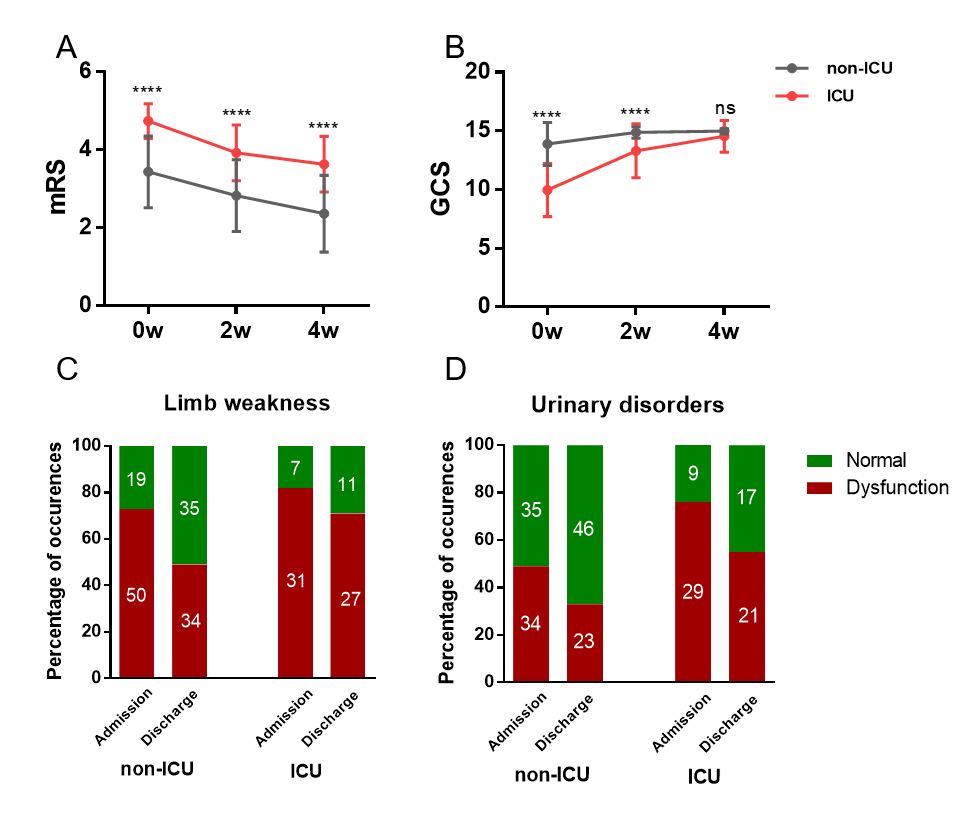 A
mRS
6
4
2
0
****
****
****
0w
2w
4w
B
GCS
20
15
10
5
0
****
****
ns
0w
2w
4w
non-ICU
ICU
C
Limb weakness
Percentage of occurences
100
80
60
40
20
0
19
50
35
34
7
31
11
27
Admission
Discharge
Admission
Discharge
non-ICU
ICU
D
Urinary disorders
Percentage of occurences
100
80
60
40
20
0
35
34
46
23
9
29
17
21
Admission
Discharge
Admission
Discharge
non-ICU
ICU
Normal
Dysfunction